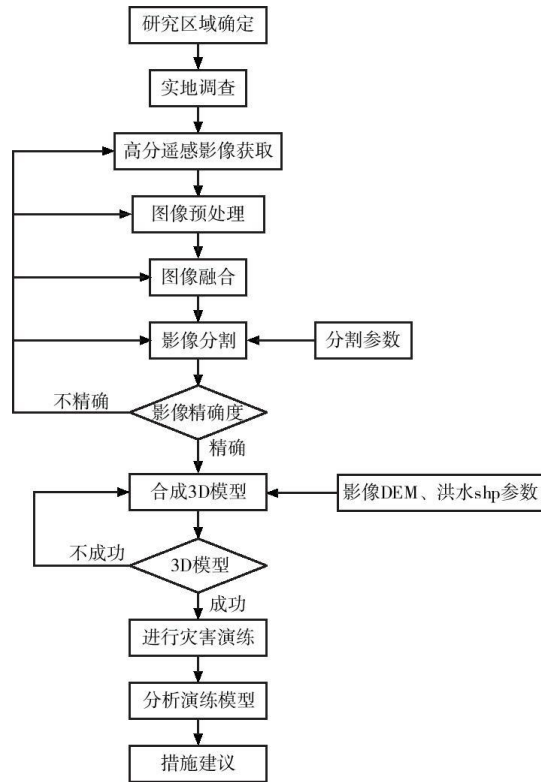 研究区域确定
实地调查
高分遥感影像获取
图像预处理
图像融合
影像分割
分割参数
不精确
影像精确度
精确
合成3D模型
影像DEM、洪水shp参数
不成功
3D模型
成功
进行灾害演练
分析演练模型
措施建议